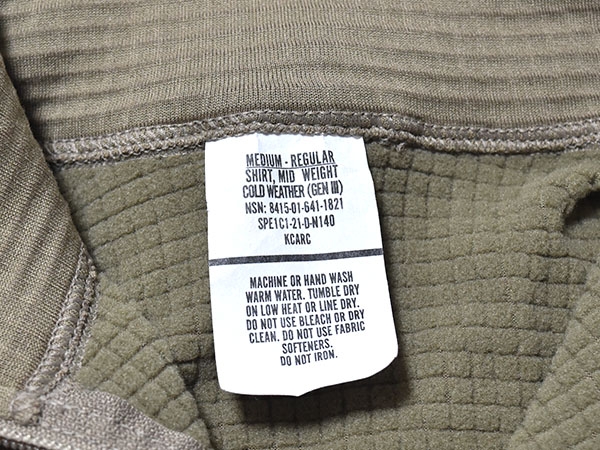 MEDIUM - REGULAR
SHIRT, MID WEIGHT
COLD WEATHER (GEN III)
NSN: 8415-01-641-1821
SPE1C1-21-D-N140
KCARC
MACHINE OR HAND WASH
WARM WATER. TUMBLE DRY
ON LOW HEAT OR LINE DRY.
DO NOT USE BLEACH OR DRY
CLEAN. DO NOT USE FABRIC
SOFTENERS.
DO NOT IRON.